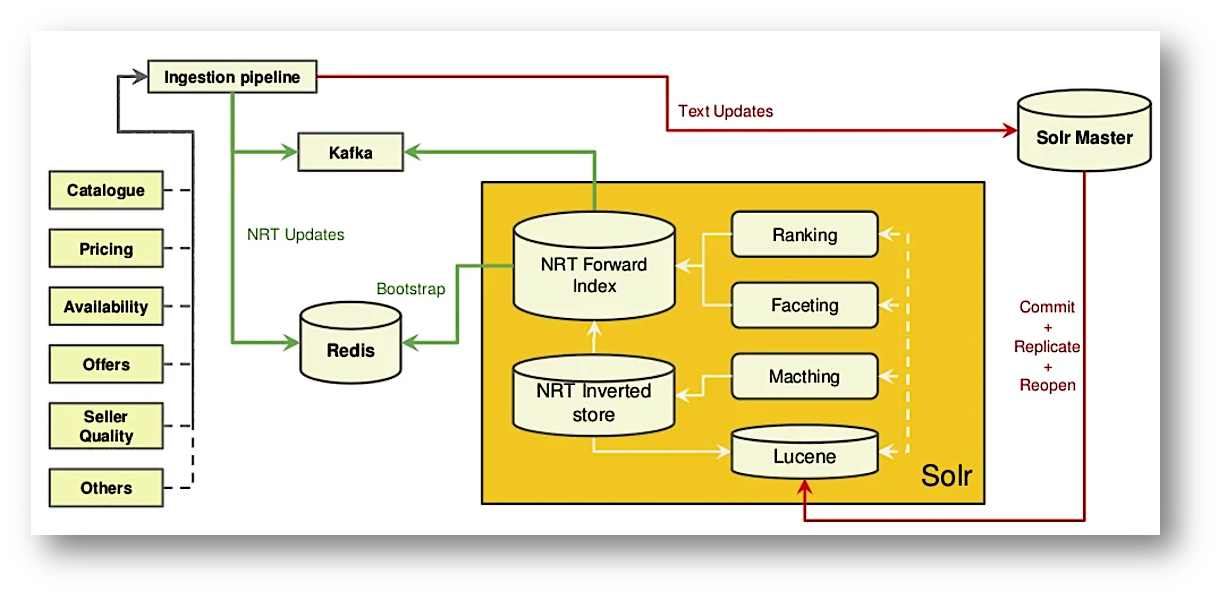 Ingestion pipeline
Text Updates
Solr Master
Kafka
Catalogue
Pricing
Availability
Offers
Seller
Quality
Others
NRT Updates
Bootstrap
Redis
NRT Forward
Index
NRT Inverted
store
Ranking
Faceting
Macthing
Lucene
Solr
Commit
+
Replicate
+
Reopen